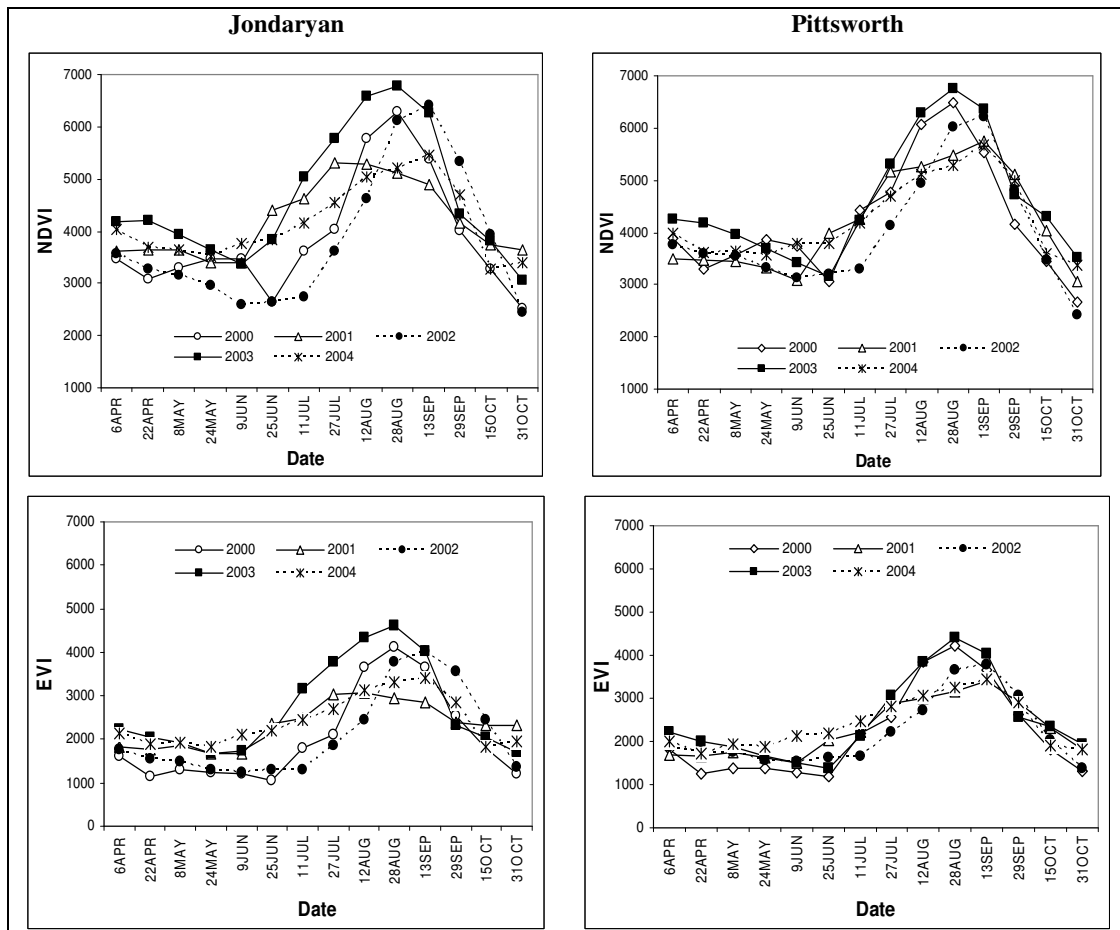 Jondaryan
Pittsworth
7000
6000
5000
4000
3000
2000
1000
NDVI
2000
2001
2002
2003
2004
6APR
22APR
8MAY
24MAY
9JUN
25JUN
11JUL
27JUL
12AUG
28AUG
13SEP
29SEP
15OCT
31OCT
Date
7000
6000
5000
4000
3000
2000
1000
NDVI
2000
2001
2002
2003
2004
6APR
22APR
8MAY
24MAY
9JUN
25JUN
11JUL
27JUL
12AUG
28AUG
13SEP
29SEP
15OCT
31OCT
Date
7000
6000
5000
4000
3000
2000
1000
0
EVI
2000
2001
2002
2003
2004
6APR
22APR
8MAY
24MAY
9JUN
25JUN
11JUL
27JUL
12AUG
28AUG
13SEP
29SEP
15OCT
31OCT
Date
7000
6000
5000
4000
3000
2000
1000
0
EVI
2000
2001
2002
2003
2004
6APR
22APR
8MAY
24MAY
9JUN
25JUN
11JUL
27JUL
12AUG
28AUG
13SEP
29SEP
15OCT
31OCT
Date